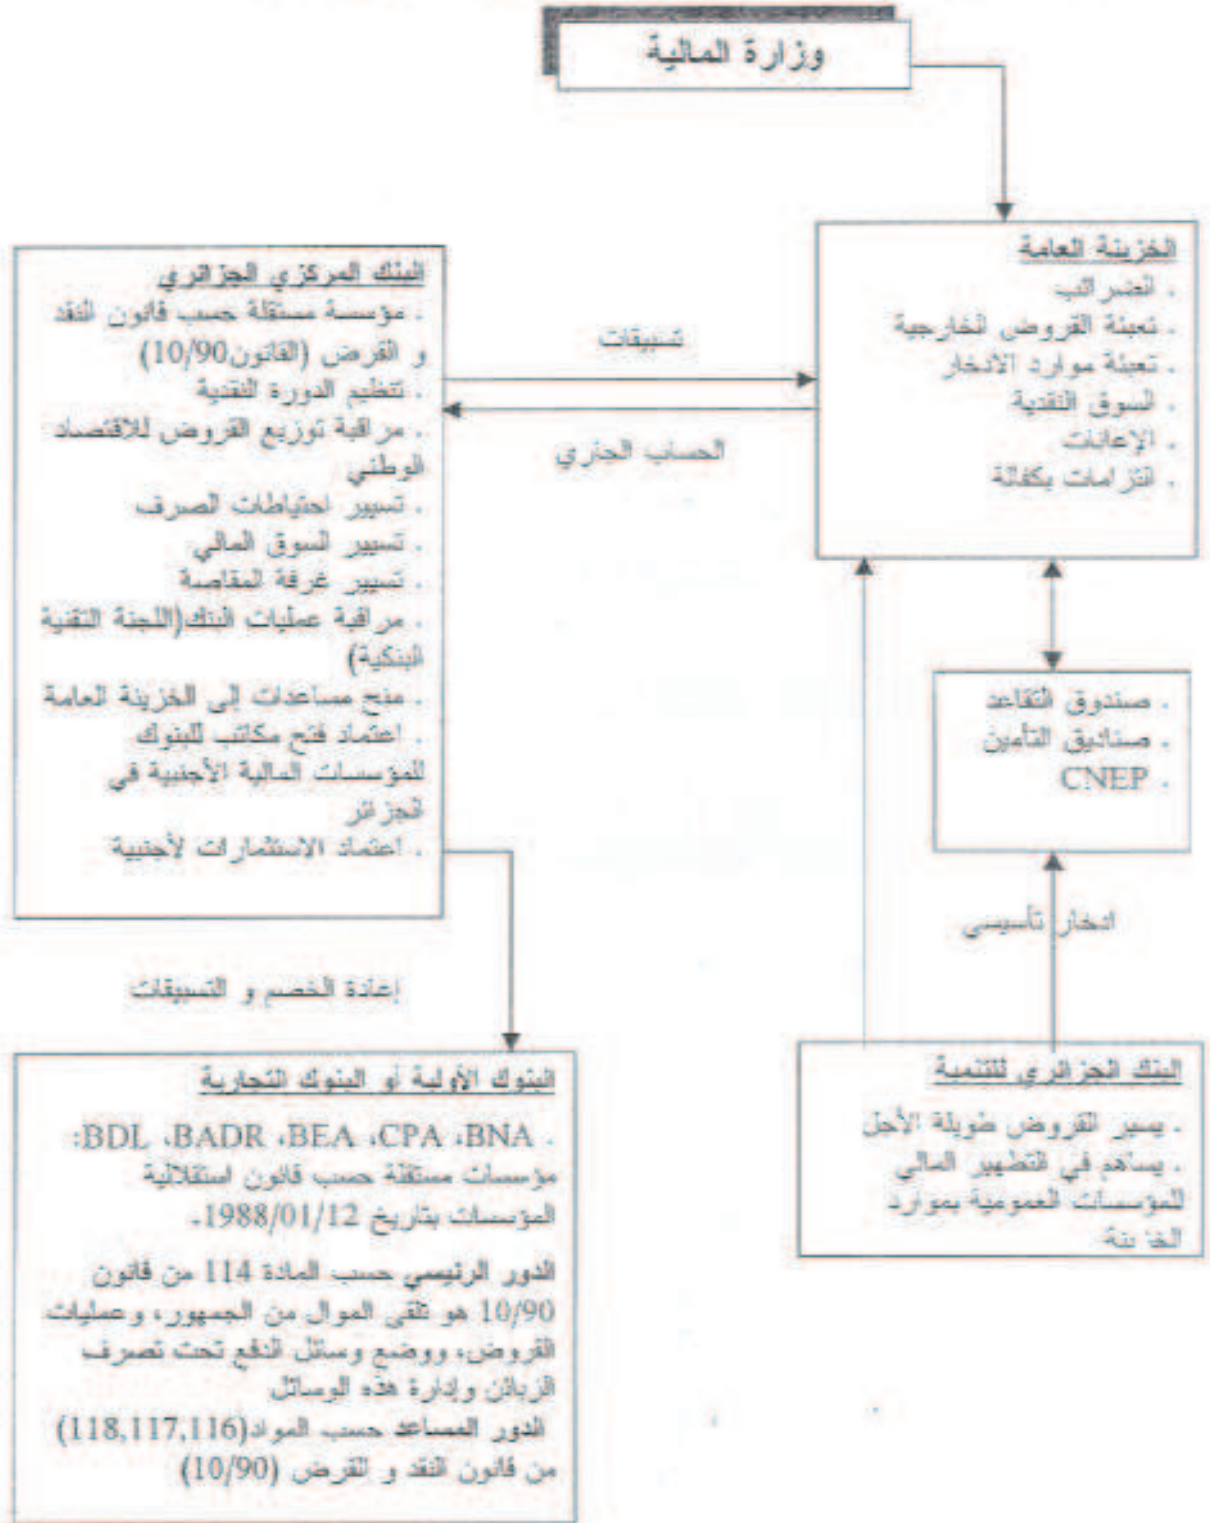 وزارة المالية
الخزينة العامة
. الضرائب
. تعبئة القروض الخارجية
. تعبئة موارد الادخار
. السوق النقدية
. الإعانات
. التزامات بكفالة
البنك المركزي الجزائري
. مؤسسة مستقلة حسب قانون النقد
و القرض (القانون10/90)
. تنظيم الدورة النقدية
. مراقبة توزيع القروض للاقتصاد
الوطني
. تسيير احتياطات الصرف
. تسيير السوق المالي
. تسيير غرفة المقاصة
. مراقبة عمليات البنك(اللجنة التقنية
البنكية)
. منح مساعدات إلى الخزينة العامة
. اعتماد فتح مكاتب للبنوك
للمؤسسات المالية الأجنبية في
الجزائر
. اعتماد الاستثمارات لأجنبية
تسبيقات
الحساب الجاري
. صندوق التقاعد
. صناديق التأمين
. CNEP
ادخار تأسيسي
إعادة الخصم و التسبيقات
البنوك الأولية أو البنوك التجارية
. BDL ،BADR ،BEA ،CPA ،BNA:
مؤسسات مستقلة حسب قانون استقلالية
المؤسسات بتاريخ 1988/01/12.
الدور الرئيسي حسب المادة 114 من قانون
10/90 هو تلقى الموال من الجمهور، وعمليات
القروض، ووضع وسائل الدفع تحت تصرف
الزبائن وإدارة هذه الوسائل
الدور المساعد حسب المواد(118,117,116)
من قانون النقد و القرض (10/90)
البنك الجزائري للتنمية
. يسير القروض طويلة الأجل
. يساهم في التطهير المالي
للمؤسسات العمومية بموارد
الخزينة